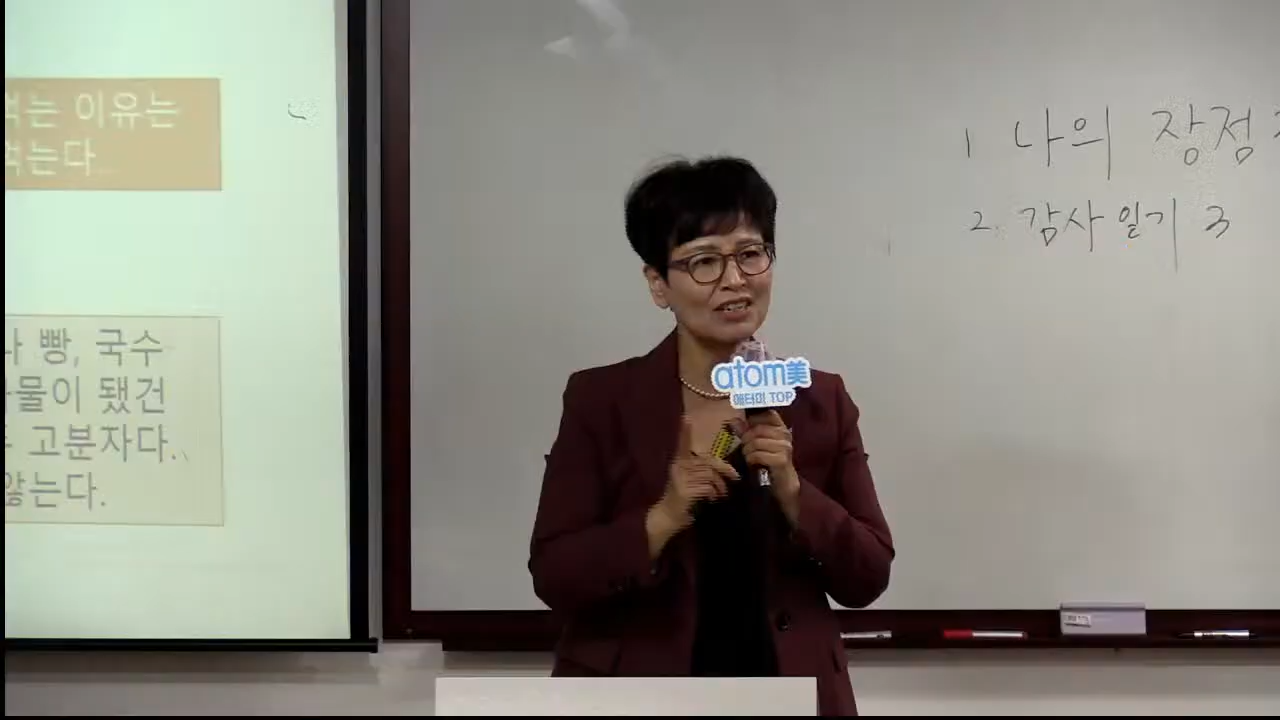 는 이유는
먹는다
빵, 국수
물이 됐건
고분자다.
않는다.
1 나의 장점
2. 감사 일기 3
atom美
애터미 TOP